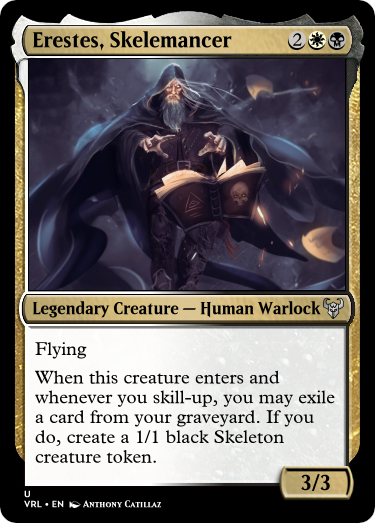 Erestes, Skelemancer 2
Legendary Creature — Human Warlock
Flying
When this creature enters and
whenever you skill-up, you may exile
a card from your graveyard. If you
do, create a 1/1 black Skeleton
creature token.
3/3
U
VRL • EN Anthony Catillaz